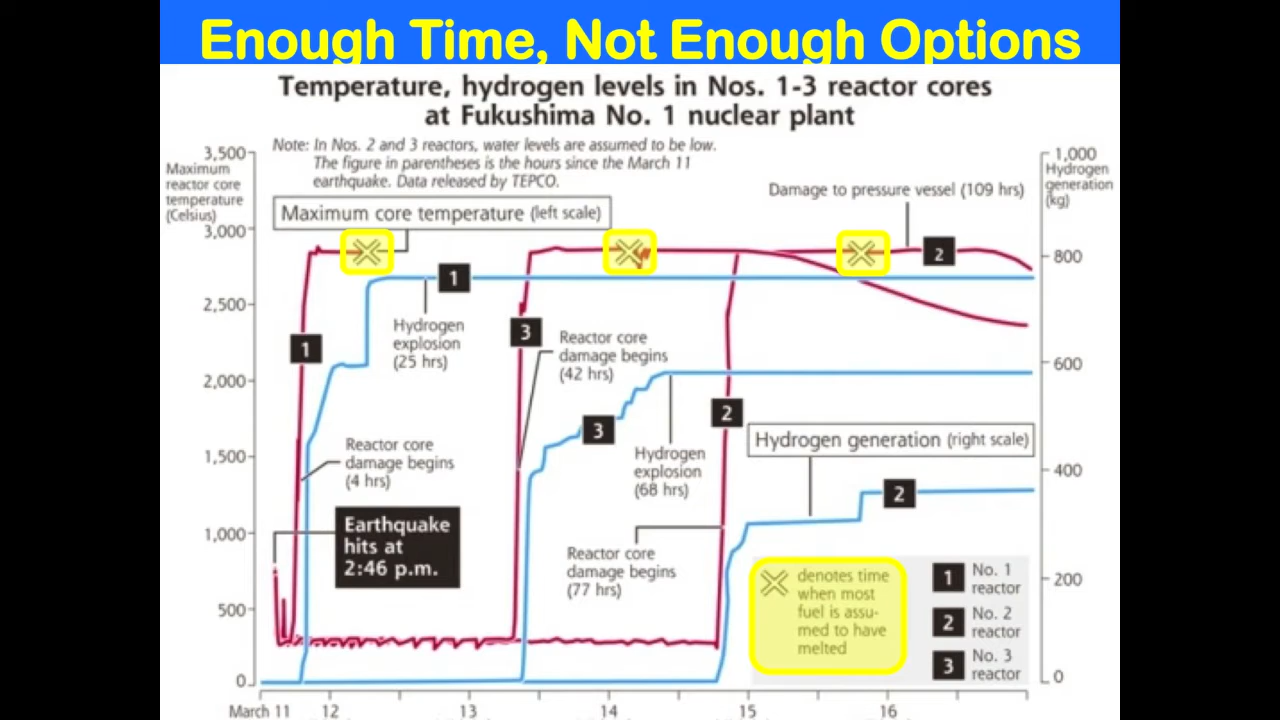 Enough Time, Not Enough Options
Temperature, hydrogen levels in Nos. 1-3 reactor cores
at Fukushima No. 1 nuclear plant
Note: In Nos. 2 and 3 reactors, water levels are assumed to be low.
The figure in parentheses is the hours since the March 11
earthquake. Data released by TEPCO.
3,500
Maximum
reactor core
temperature
(Celsius)
3,000
2,500
2,000
1,500
1,000
500
0
1,000
Hydrogen
generation
(kg)
800
600
400
200
0
Damage to pressure vessel (109 hrs)
Maximum core temperature (left scale)
2
1
Hydrogen
explosion
(25 hrs)
1
3
Reactor core
damage begins
(42 hrs)
2
3
Hydrogen generation (right scale)
Reactor core
damage begins
(4 hrs)
Hydrogen
explosion
(68 hrs)
2
Earthquake
hits at
2:46 p.m.
Reactor core
damage begins
(77 hrs)
denotes time
when most
fuel is assu-
med to have
melted
1 No. 1
reactor
2 No. 2
reactor
3 No. 3
reactor
March 11 12 13 14 15 16